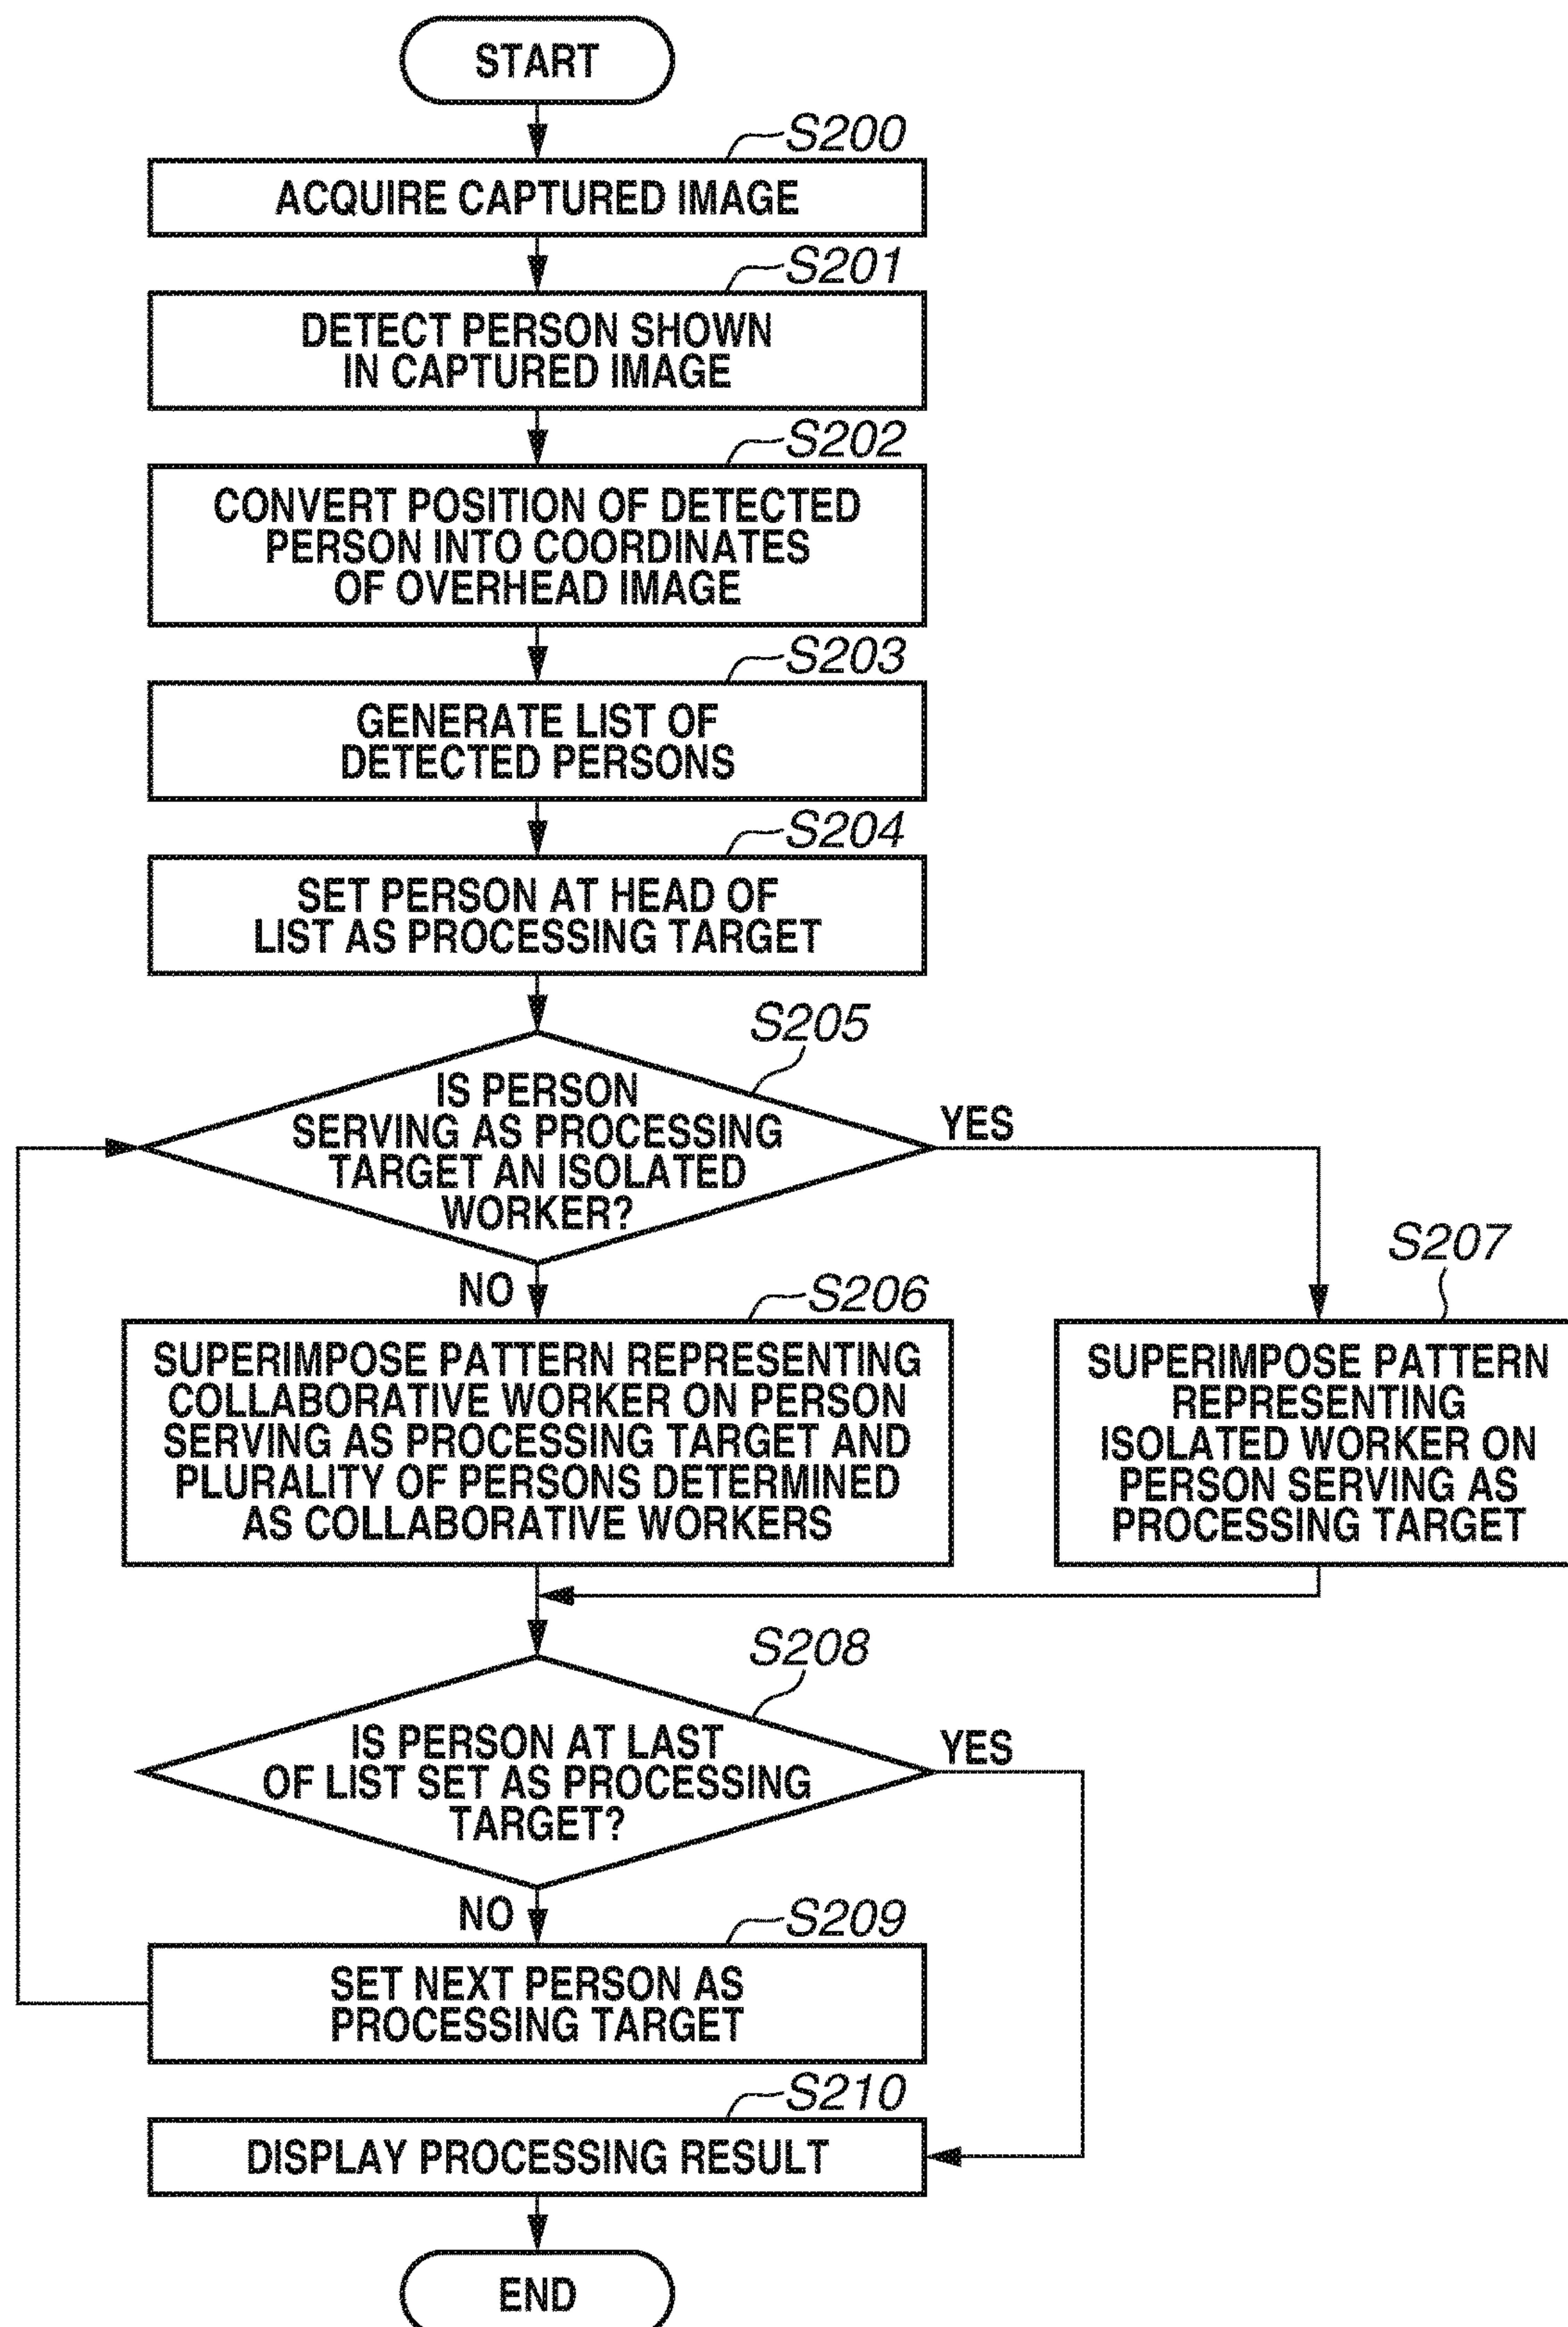 START
S200
ACQUIRE CAPTURED IMAGE
S201
DETECT PERSON SHOWN
IN CAPTURED IMAGE
S202
CONVERT POSITION OF DETECTED
PERSON INTO COORDINATES
OF OVERHEAD IMAGE
S203
GENERATE LIST OF
DETECTED PERSONS
S204
SET PERSON AT HEAD OF
LIST AS PROCESSING TARGET
S205
IS PERSON
SERVING AS PROCESSING
TARGET AN ISOLATED
WORKER?
YES
NO
S206
SUPERIMPOSE PATTERN REPRESENTING
COLLABORATIVE WORKER ON PERSON
SERVING AS PROCESSING TARGET AND
PLURALITY OF PERSONS DETERMINED
AS COLLABORATIVE WORKERS
S207
SUPERIMPOSE PATTERN
REPRESENTING
ISOLATED WORKER ON
PERSON SERVING AS
PROCESSING TARGET
S208
IS PERSON AT LAST
OF LIST SET AS PROCESSING
TARGET?
YES
NO
S209
SET NEXT PERSON AS
PROCESSING TARGET
S210
DISPLAY PROCESSING RESULT
END